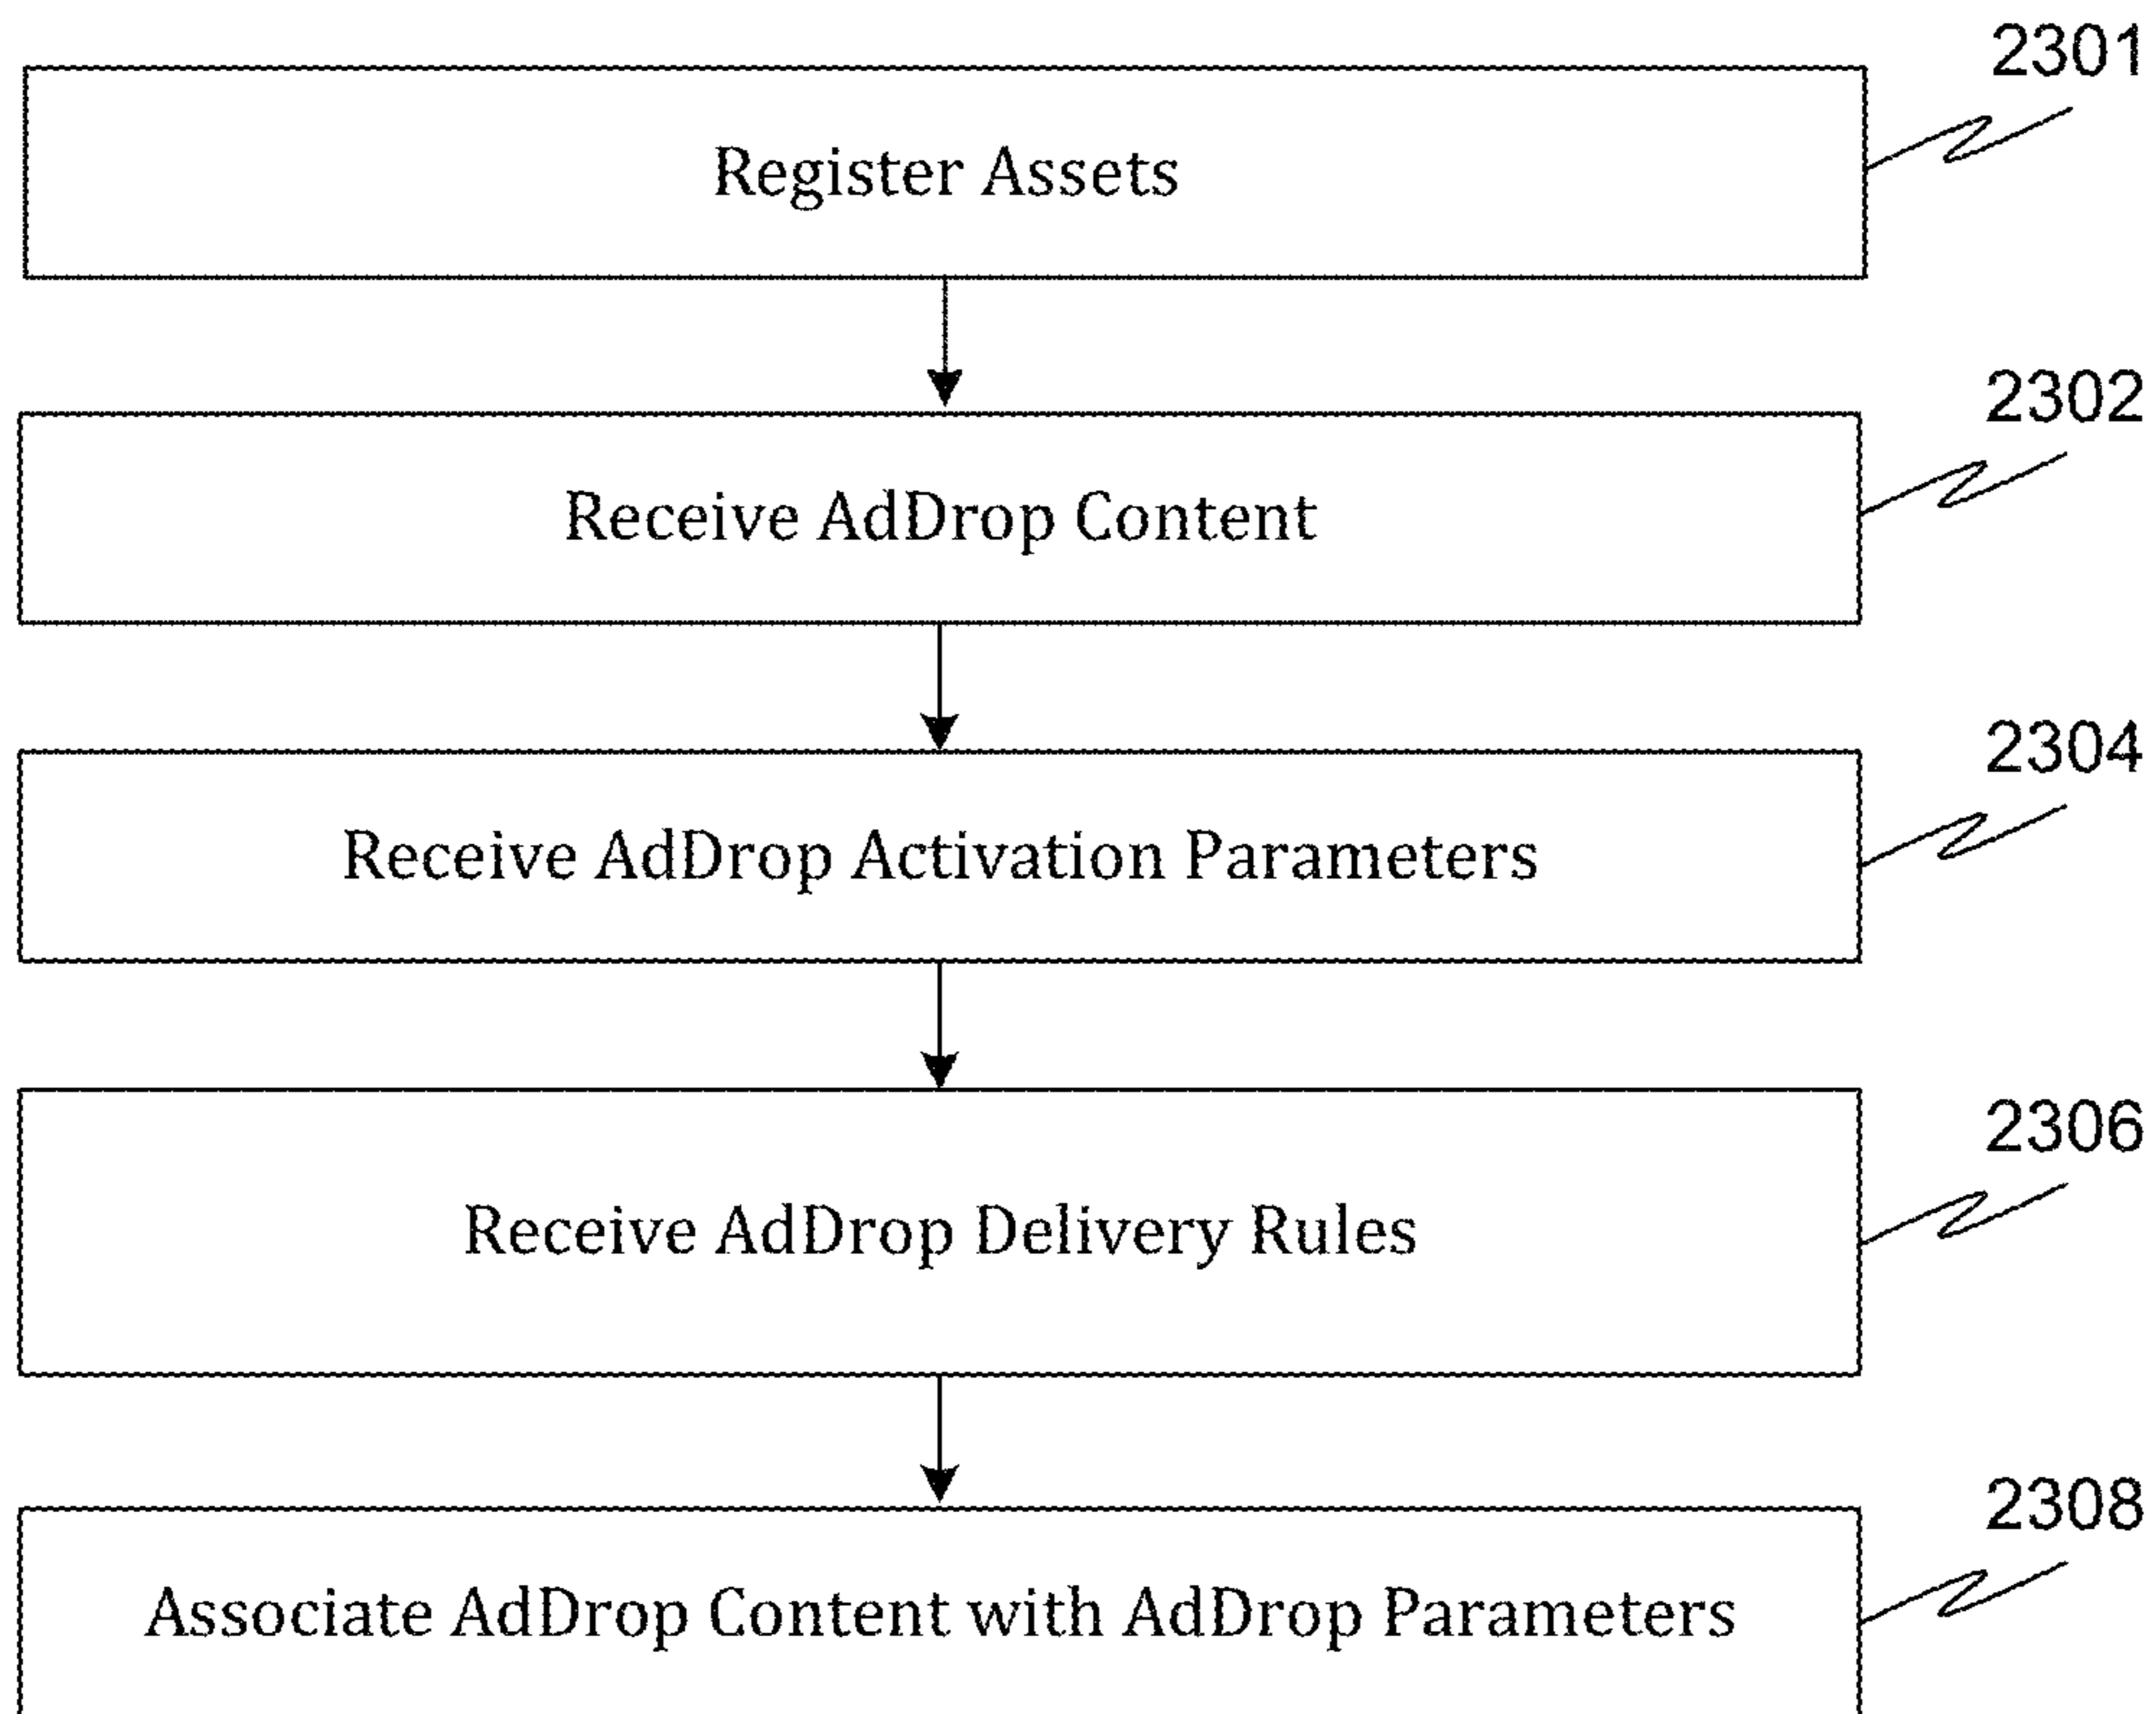 2301
Register Assets
2302
Receive AdDrop Content
2304
Receive AdDrop Activation Parameters
2306
Receive AdDrop Delivery Rules
2308
Associate AdDrop Content with AdDrop Parameters